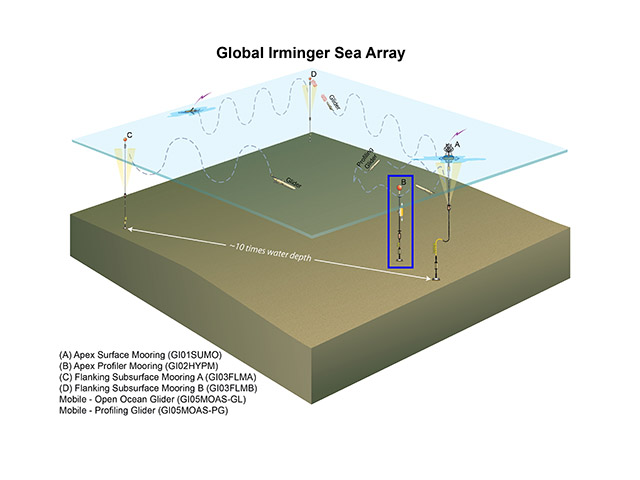 Global Irminger Sea Array
D
Glider
C
A
Profiling
Glider
Glider
B
~10 times water depth
(A) Apex Surface Mooring (GI01SUMO)
(B) Apex Profiler Mooring (GI02HYPM)
(C) Flanking Subsurface Mooring A (GI03FLMA)
(D) Flanking Subsurface Mooring B (GI03FLMB)
Mobile - Open Ocean Glider (GI05MOAS-GL)
Mobile - Profiling Glider (GI05MOAS-PG)